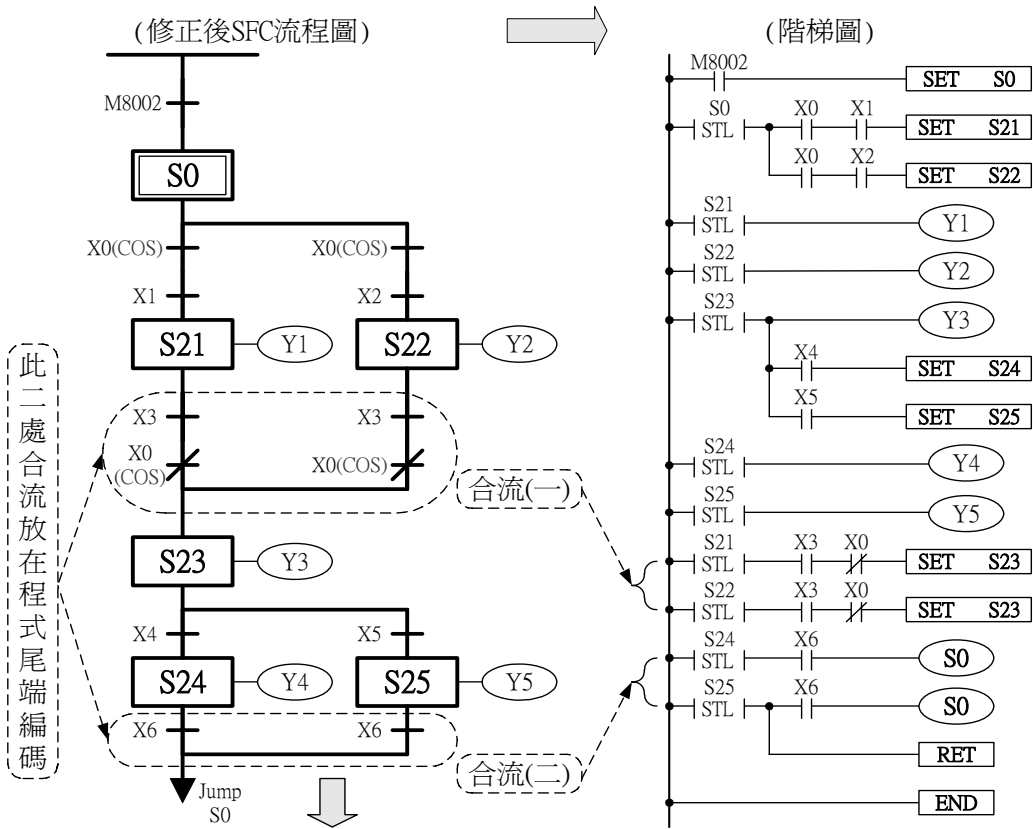 (修正後SFC流程圖)
M8002
S0
X0(COS)
X0(COS)
X1
X2
S21
Y1
S22
Y2
X3
X3
X0
(COS)
X0(COS)
S23
Y3
X4
X5
S24
Y4
S25
Y5
X6
X6
Jump
S0
此二處合流放在程式尾端編碼
合流(一)
合流(二)
(階梯圖)
M8002
SET S0
S0
STL
X0
X1
SET S21
X0
X2
SET S22
S21
STL
Y1
S22
STL
Y2
S23
STL
Y3
X4
SET S24
X5
SET S25
S24
STL
Y4
S25
STL
Y5
S21
STL
X3
X0
SET S23
S22
STL
X3
X0
SET S23
S24
STL
X6
S0
S25
STL
X6
S0
RET
END